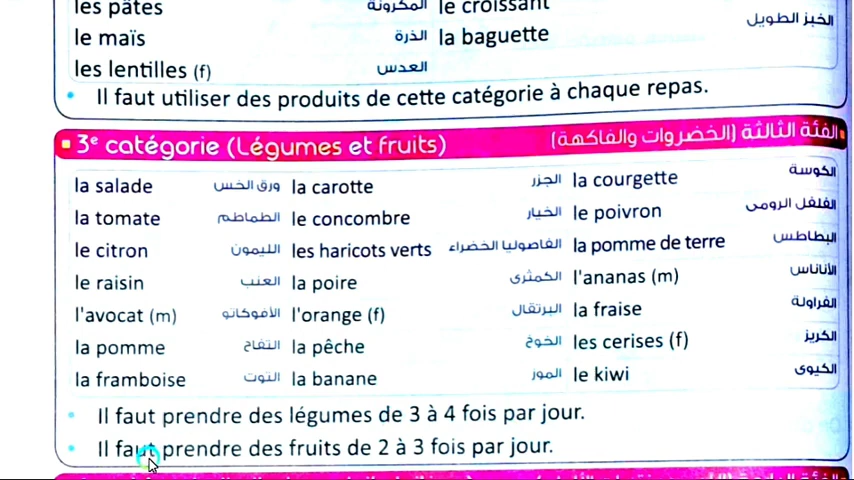 les pâtes المكرونة le croissant
le maïs الذرة la baguette الخبز الطويل
les lentilles (f) العدس
• Il faut utiliser des produits de cette catégorie à chaque repas.
3e catégorie (Légumes et fruits) الفئة الثالثة (الخضروات والفاكهة)
la salade ورق الخس la carotte الجزر la courgette الكوسة
la tomate الطماطم le concombre الخيار le poivron الفلفل الرومى
le citron الليمون les haricots verts الفاصوليا الخضراء la pomme de terre البطاطس
le raisin العنب la poire الكمثرى l'ananas (m) الأناناس
l'avocat (m) الأفوكاتو l'orange (f) البرتقال la fraise الفراولة
la pomme التفاح la pêche الخوخ les cerises (f) الكريز
la framboise التوت la banane الموز le kiwi الكيوى
• Il faut prendre des légumes de 3 à 4 fois par jour.
• Il faut prendre des fruits de 2 à 3 fois par jour.